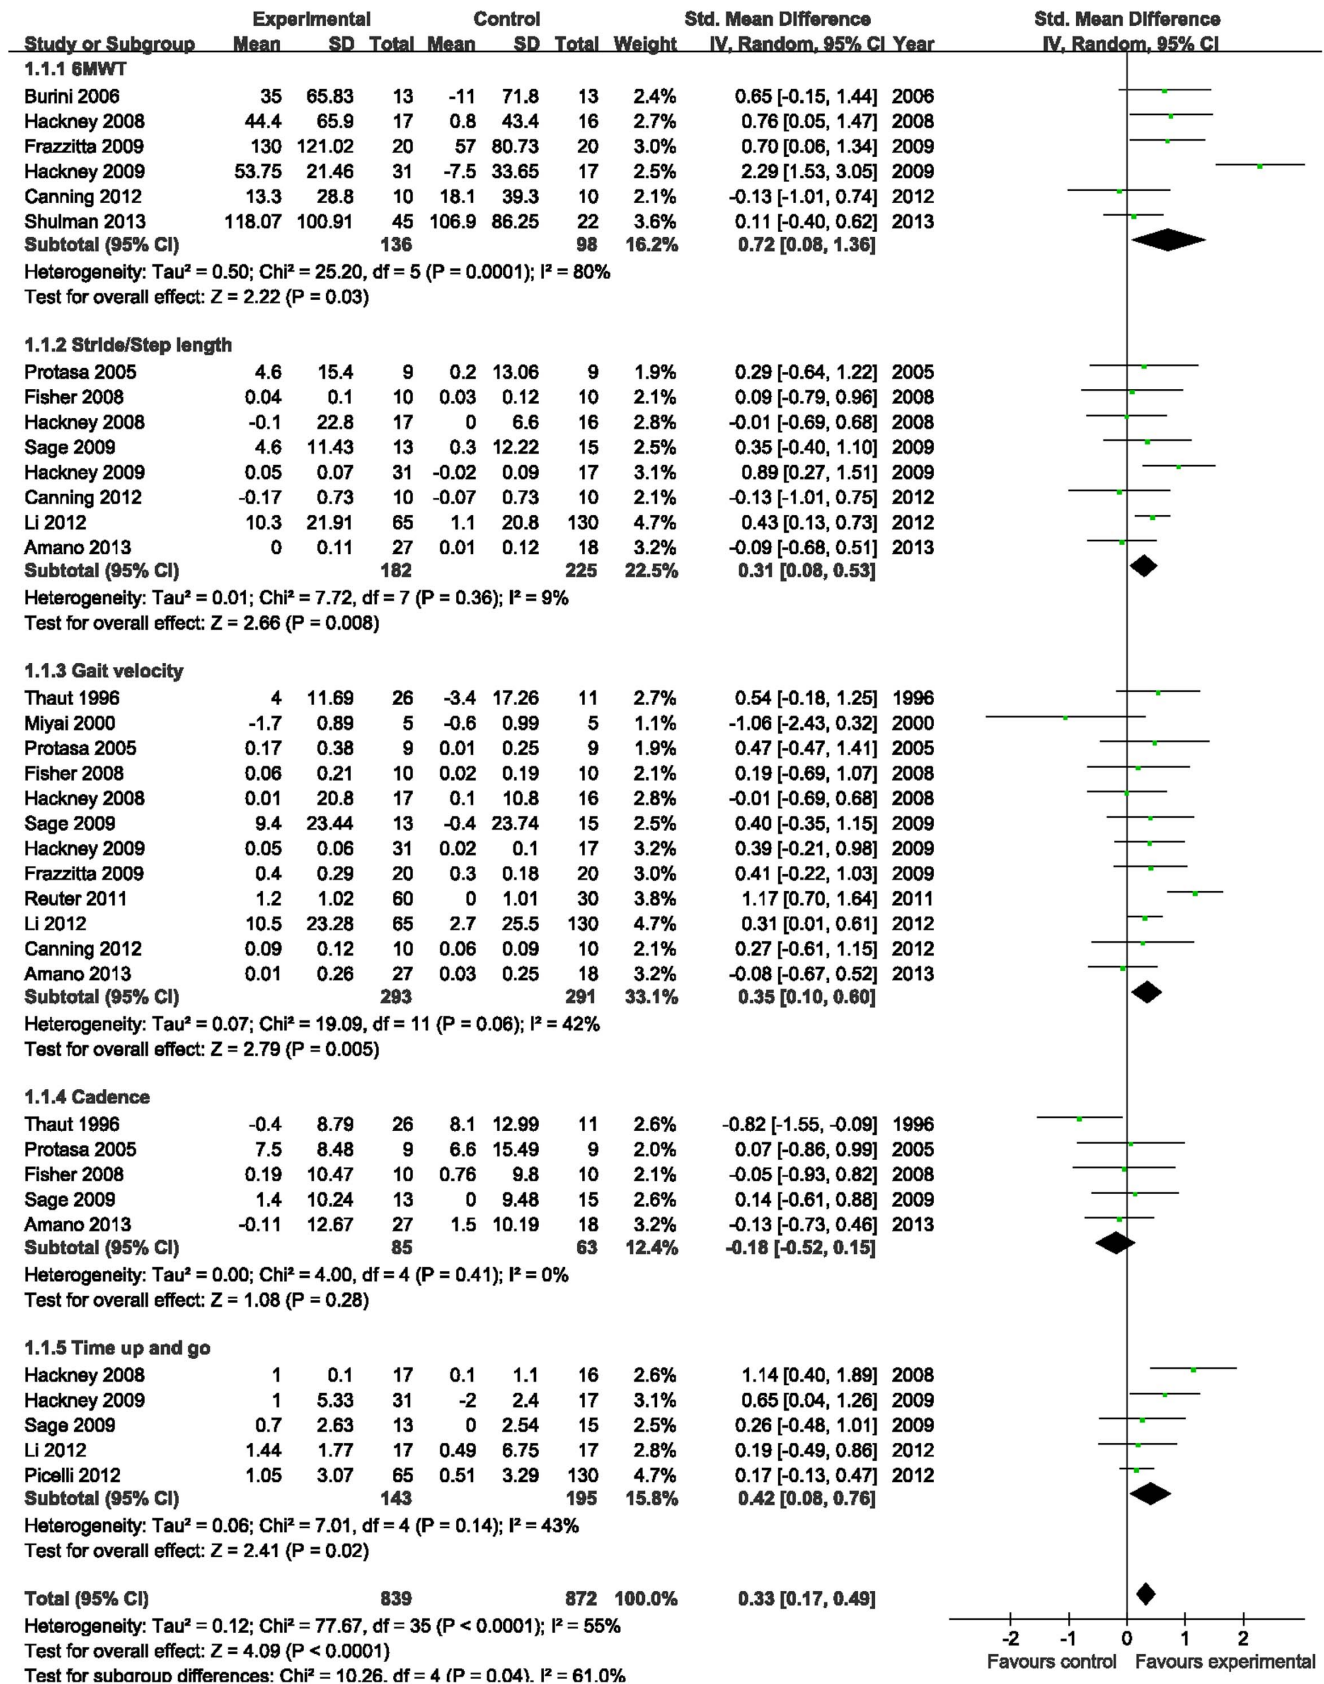 Experimental Control Std. Mean Difference Std. Mean Difference
Study or Subgroup Mean SD Total Mean SD Total Weight IV, Random, 95% CI Year IV, Random, 95% CI
1.1.1 6MWT
Burini 2006 35 65.83 13 -11 71.8 13 2.4% 0.65 [-0.15, 1.44] 2006
Hackney 2008 44.4 65.9 17 0.8 43.4 16 2.7% 0.76 [0.05, 1.47] 2008
Frazzitta 2009 130 121.02 20 57 80.73 20 3.0% 0.70 [0.06, 1.34] 2009
Hackney 2009 53.75 21.46 31 -7.5 33.65 17 2.5% 2.29 [1.53, 3.05] 2009
Canning 2012 13.3 28.8 10 18.1 39.3 10 2.1% -0.13 [-1.01, 0.74] 2012
Shulman 2013 118.07 100.91 45 106.9 86.25 22 3.6% 0.11 [-0.40, 0.62] 2013
Subtotal (95% CI) 136 98 16.2% 0.72 [0.08, 1.36]
Heterogeneity: Tau² = 0.50; Chi² = 25.20, df = 5 (P = 0.0001); I² = 80%
Test for overall effect: Z = 2.22 (P = 0.03)
1.1.2 Stride/Step length
Protasa 2005 4.6 15.4 9 0.2 13.06 9 1.9% 0.29 [-0.64, 1.22] 2005
Fisher 2008 0.04 0.1 10 0.03 0.12 10 2.1% 0.09 [-0.79, 0.96] 2008
Hackney 2008 -0.1 22.8 17 0 6.6 16 2.8% -0.01 [-0.69, 0.68] 2008
Sage 2009 4.6 11.43 13 0.3 12.22 15 2.5% 0.35 [-0.40, 1.10] 2009
Hackney 2009 0.05 0.07 31 -0.02 0.09 17 3.1% 0.89 [0.27, 1.51] 2009
Canning 2012 -0.17 0.73 10 -0.07 0.73 10 2.1% -0.13 [-1.01, 0.75] 2012
Li 2012 10.3 21.91 65 1.1 20.8 130 4.7% 0.43 [0.13, 0.73] 2012
Amano 2013 0 0.11 27 0.01 0.12 18 3.2% -0.09 [-0.68, 0.51] 2013
Subtotal (95% CI) 182 225 22.5% 0.31 [0.08, 0.53]
Heterogeneity: Tau² = 0.01; Chi² = 7.72, df = 7 (P = 0.36); I² = 9%
Test for overall effect: Z = 2.66 (P = 0.008)
1.1.3 Gait velocity
Thaut 1996 4 11.69 26 -3.4 17.26 11 2.7% 0.54 [-0.18, 1.25] 1996
Miyai 2000 -1.7 0.89 5 -0.6 0.99 5 1.1% -1.06 [-2.43, 0.32] 2000
Protasa 2005 0.17 0.38 9 0.01 0.25 9 1.9% 0.47 [-0.47, 1.41] 2005
Fisher 2008 0.06 0.21 10 0.02 0.19 10 2.1% 0.19 [-0.69, 1.07] 2008
Hackney 2008 0.01 20.8 17 0.1 10.8 16 2.8% -0.01 [-0.69, 0.68] 2008
Sage 2009 9.4 23.44 13 -0.4 23.74 15 2.5% 0.40 [-0.35, 1.15] 2009
Hackney 2009 0.05 0.06 31 0.02 0.1 17 3.2% 0.39 [-0.21, 0.98] 2009
Frazzitta 2009 0.4 0.29 20 0.3 0.18 20 3.0% 0.41 [-0.22, 1.03] 2009
Reuter 2011 1.2 1.02 60 0 1.01 30 3.8% 1.17 [0.70, 1.64] 2011
Li 2012 10.5 23.28 65 2.7 25.5 130 4.7% 0.31 [0.01, 0.61] 2012
Canning 2012 0.09 0.12 10 0.06 0.09 10 2.1% 0.27 [-0.61, 1.15] 2012
Amano 2013 0.01 0.26 27 0.03 0.25 18 3.2% -0.08 [-0.67, 0.52] 2013
Subtotal (95% CI) 293 291 33.1% 0.35 [0.10, 0.60]
Heterogeneity: Tau² = 0.07; Chi² = 19.09, df = 11 (P = 0.06); I² = 42%
Test for overall effect: Z = 2.79 (P = 0.005)
1.1.4 Cadence
Thaut 1996 -0.4 8.79 26 8.1 12.99 11 2.6% -0.82 [-1.55, -0.09] 1996
Protasa 2005 7.5 8.48 9 6.6 15.49 9 2.0% 0.07 [-0.86, 0.99] 2005
Fisher 2008 0.19 10.47 10 0.76 9.8 10 2.1% -0.05 [-0.93, 0.82] 2008
Sage 2009 1.4 10.24 13 0 9.48 15 2.6% 0.14 [-0.61, 0.88] 2009
Amano 2013 -0.11 12.67 27 1.5 10.19 18 3.2% -0.13 [-0.73, 0.46] 2013
Subtotal (95% CI) 85 63 12.4% -0.18 [-0.52, 0.15]
Heterogeneity: Tau² = 0.00; Chi² = 4.00, df = 4 (P = 0.41); I² = 0%
Test for overall effect: Z = 1.08 (P = 0.28)
1.1.5 Time up and go
Hackney 2008 1 0.1 17 0.1 1.1 16 2.6% 1.14 [0.40, 1.89] 2008
Hackney 2009 1 5.33 31 -2 2.4 17 3.1% 0.65 [0.04, 1.26] 2009
Sage 2009 0.7 2.63 13 0 2.54 15 2.5% 0.26 [-0.48, 1.01] 2009
Li 2012 1.44 1.77 17 0.49 6.75 17 2.8% 0.19 [-0.49, 0.86] 2012
Picelli 2012 1.05 3.07 65 0.51 3.29 130 4.7% 0.17 [-0.13, 0.47] 2012
Subtotal (95% CI) 143 195 15.8% 0.42 [0.08, 0.76]
Heterogeneity: Tau² = 0.06; Chi² = 7.01, df = 4 (P = 0.14); I² = 43%
Test for overall effect: Z = 2.41 (P = 0.02)
Total (95% CI) 839 872 100.0% 0.33 [0.17, 0.49]
Heterogeneity: Tau² = 0.12; Chi² = 77.67, df = 35 (P < 0.0001); I² = 55%
Test for overall effect: Z = 4.09 (P < 0.0001)
Test for subgroup differences: Chi² = 10.26, df = 4 (P = 0.04), I² = 61.0%
-2 -1 0 1 2
Favours control Favours experimental